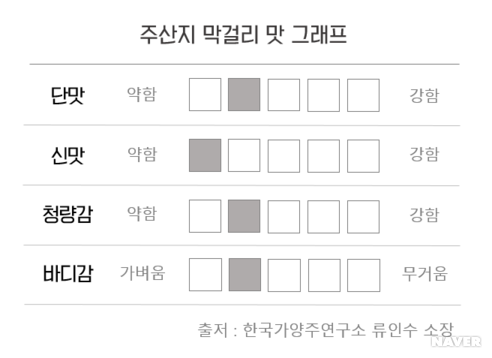 주산지 막걸리 맛 그래프
단맛 약함 강함
신맛 약함 강함
청량감 약함 강함
바디감 가벼움 무거움
출처 : 한국가양주연구소 류인수 소장
NAVER